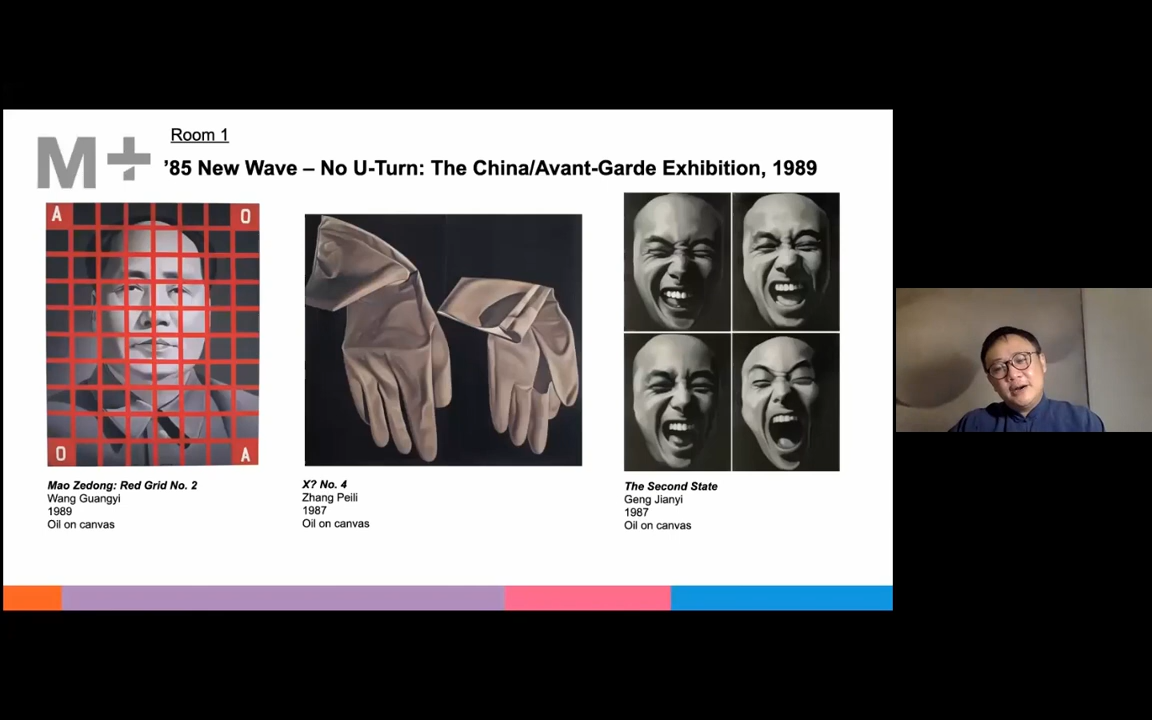 M+
Room 1
’85 New Wave – No U-Turn: The China/Avant-Garde Exhibition, 1989
A O
O A
Mao Zedong: Red Grid No. 2
Wang Guangyi
1989
Oil on canvas
X? No. 4
Zhang Peili
1987
Oil on canvas
The Second State
Geng Jianyi
1987
Oil on canvas